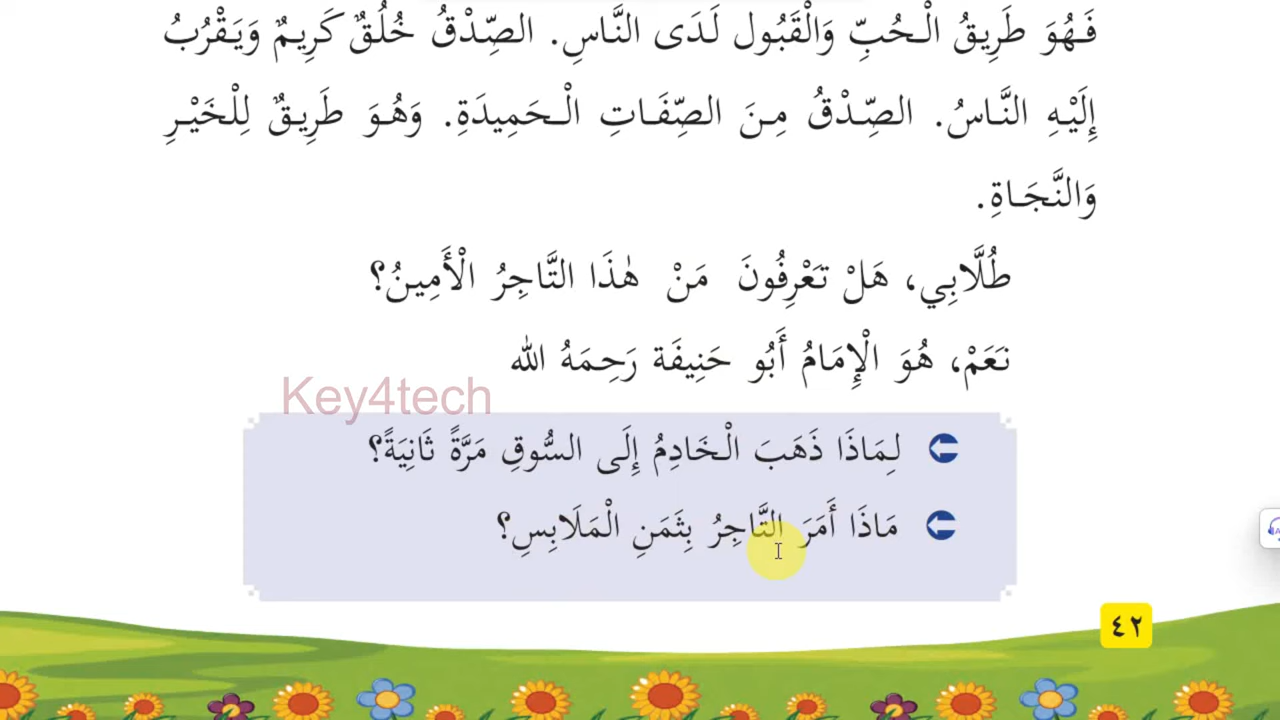 فَهُوَ طَرِيقُ الْحُبِّ وَالْقَبُول لَدَى النَّاسِ. الصِّدْقُ خُلُقٌ كَرِيمٌ وَيَقْرُبُ
إِلَيْهِ النَّاسُ. الصِّدْقُ مِنَ الصِّفَاتِ الْحَمِيدَةِ. وَهُوَ طَرِيقٌ لِلْخَيْرِ
وَالنَّجَاةِ.
طُلَّابِي، هَلْ تَعْرِفُونَ مَنْ هٰذَا التَّاجِرُ الْأَمِينُ؟
نَعَمْ، هُوَ الْإِمَامُ أَبُو حَنِيفَة رَحِمَهُ الله
Key4tech
لِمَاذَا ذَهَبَ الْخَادِمُ إِلَى السُّوقِ مَرَّةً ثَانِيَةً؟
مَاذَا أَمَرَ التَّاجِرُ بِثَمَنِ الْمَلَابِسِ؟
٤٢